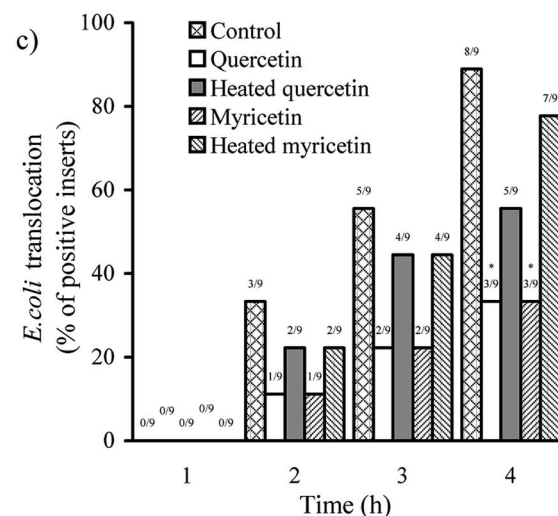 c)
100
80
60
40
20
0
E.coli translocation
(% of positive inserts)
Control
Quercetin
Heated quercetin
Myricetin
Heated myricetin
0/9
0/9
0/9
0/9
0/9
3/9
1/9
2/9
1/9
2/9
5/9
2/9
4/9
2/9
4/9
8/9
*
3/9
5/9
*
3/9
7/9
1 2 3 4
Time (h)